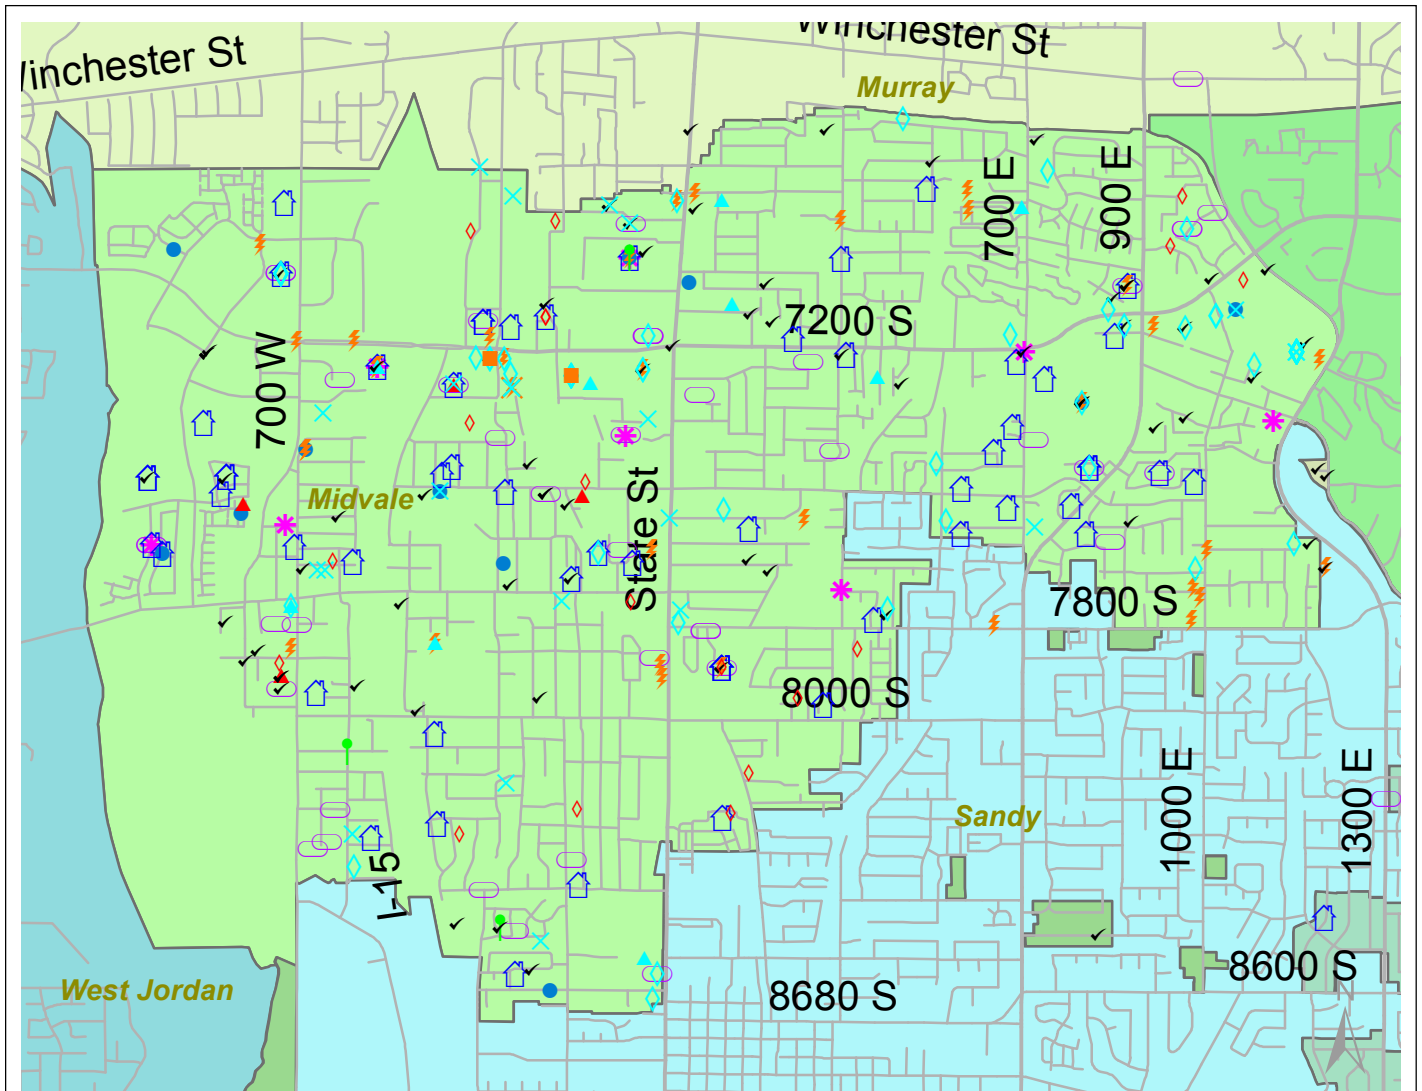 Winchester St
Winchester St
Murray
700 E
900 E
7200 S
700 W
Midvale
State St
7800 S
8000 S
Sandy
1000 E
1300 E
I-15
West Jordan
8600 S
8680 S